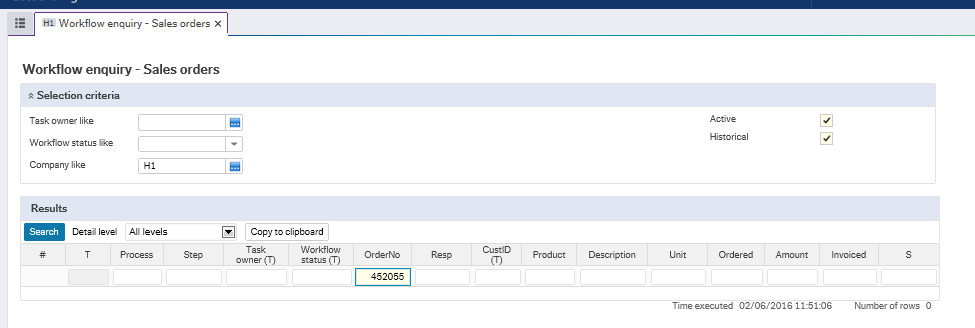 H1 Workflow enquiry - Sales orders ×
Workflow enquiry - Sales orders
Selection criteria
Task owner like
Active
Workflow status like
Historical
Company like H1
Results
Search Detail level All levels Copy to clipboard
# T Process Step Task owner (T) Workflow status (T) OrderNo Resp CustID (T) Product Description Unit Ordered Amount Invoiced S
452055
Time executed 02/06/2016 11:51:06 Number of rows 0